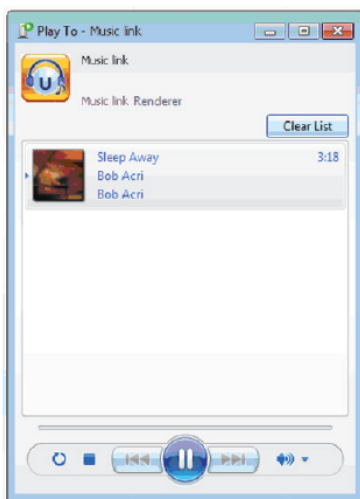 Play To - Music link
Music link
U
Music link Renderer
Clear List
Sleep Away 3:18
Bob Acri
Bob Acri